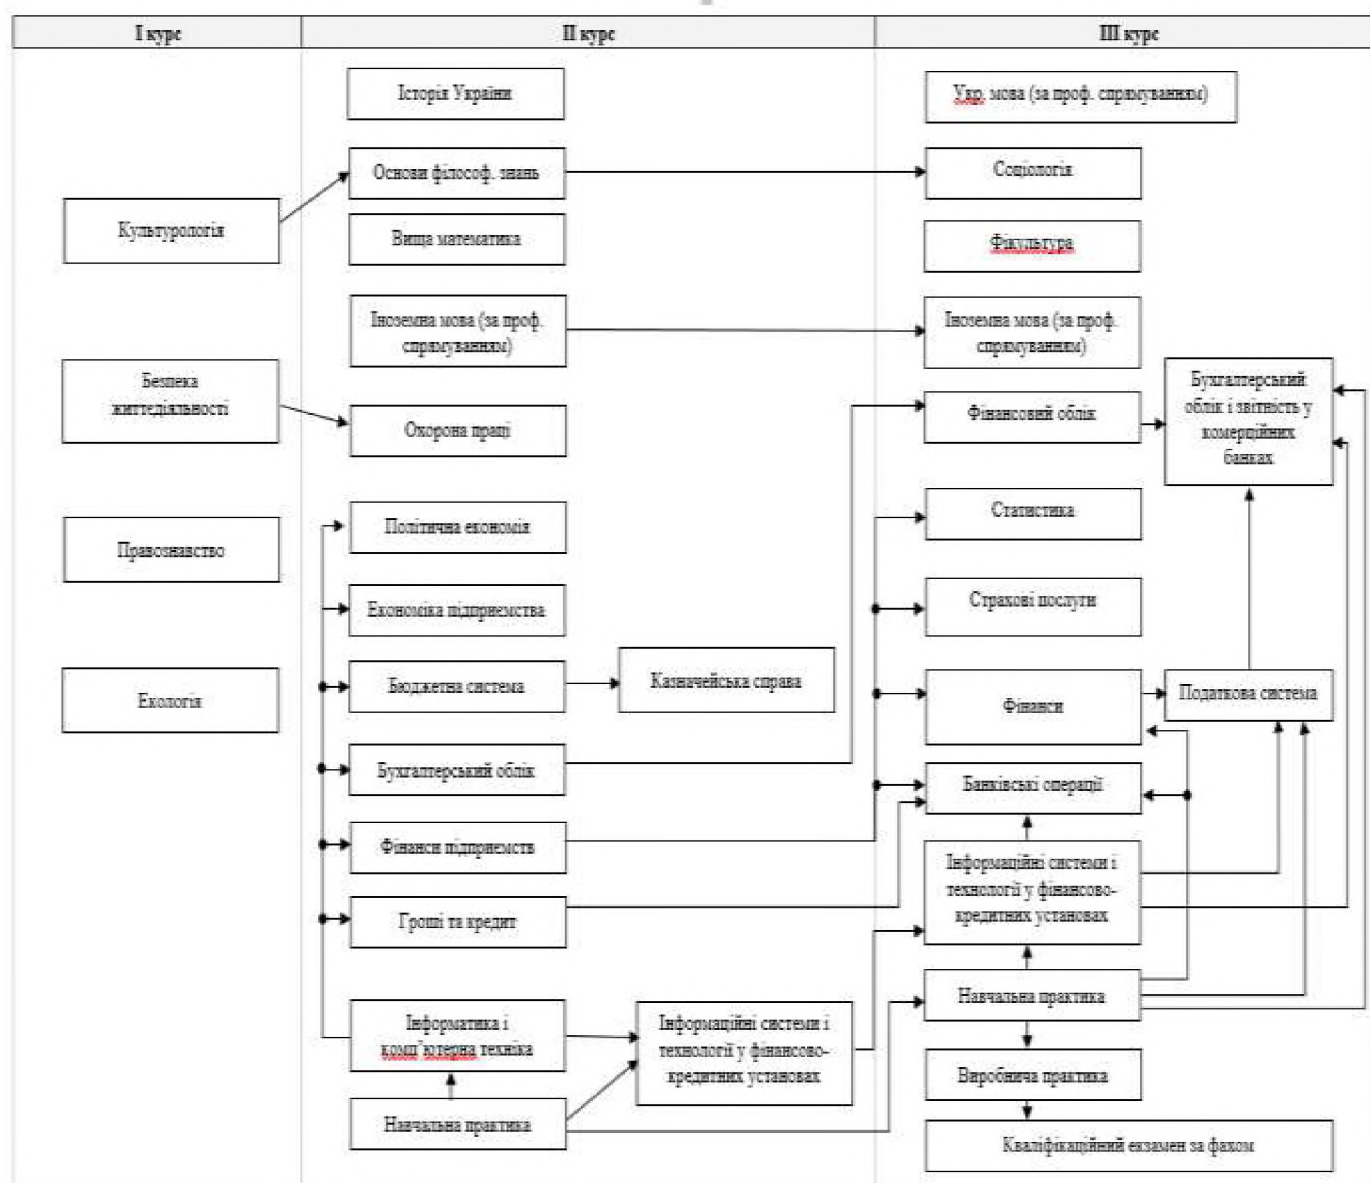 І курс
ІІ курс
ІІІ курс
Культурологія
Безпека
життедіяльності
Правознавство
Екологія
Історія України
Основи філософ. знань
Вища математика
Іноземна мова (за проф.
спрямуванням)
Охорона праці
Політична економія
Економіка підприемства
Бюджетна система
Казначейська справа
Бухгалтерський облік
Фінанси підприемств
Гроші та кредит
Інформатика і
комп’ютерна техніка
Інформаційні системи і
технології у фінансово-
кредитних установах
Навчальна практика
Укр. мова (за проф. спрямуванням)
Соціологія
Фікультура
Іноземна мова (за проф.
спрямуванням)
Фінансовий облік
Бухгалтерський
облік і звітність у
комерційних
банках
Статистика
Страхові послуги
Фінанси
Податкова система
Банківські операції
Інформаційні системи і
технології у фінансово-
кредитних установах
Навчальна практика
Виробнича практика
Кваліфікаційний екзамен за фахом